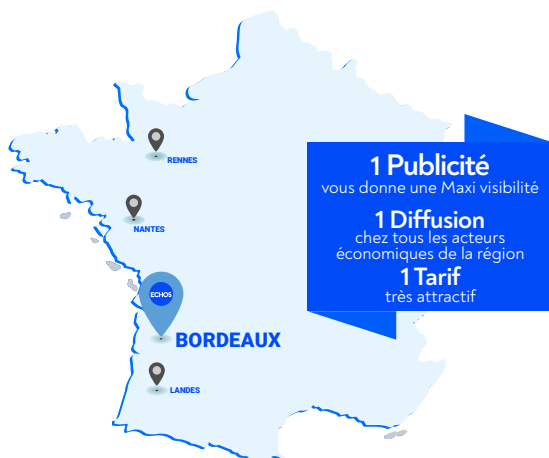 RENNES
1 Publicité
vous donne une Maxi visibilité
1 Diffusion
chez tous les acteurs
économiques de la région
1 Tarif
très attractif
NANTES
ECHOS
BORDEAUX
LANDES